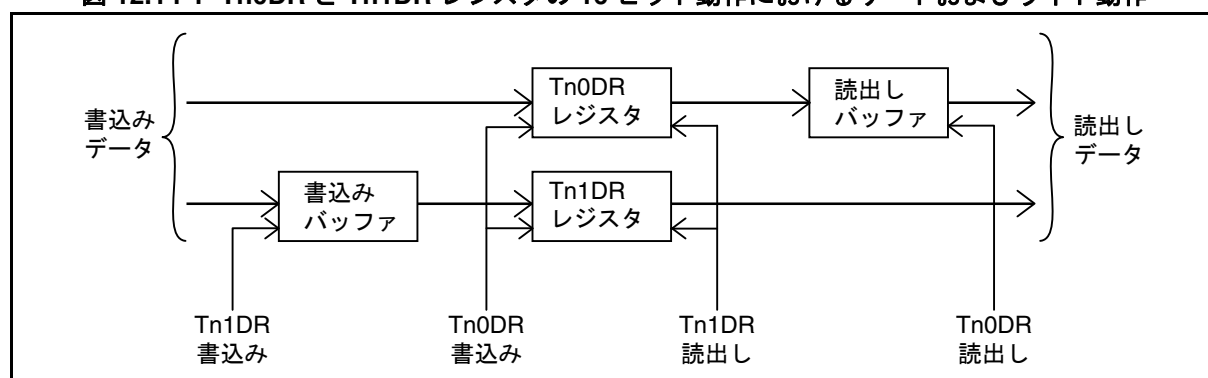 書込み
データ
Tn0DR
レジスタ
読出し
バッファ
読出し
データ
書込み
バッファ
Tn1DR
レジスタ
Tn1DR
書込み
Tn0DR
書込み
Tn1DR
読出し
Tn0DR
読出し